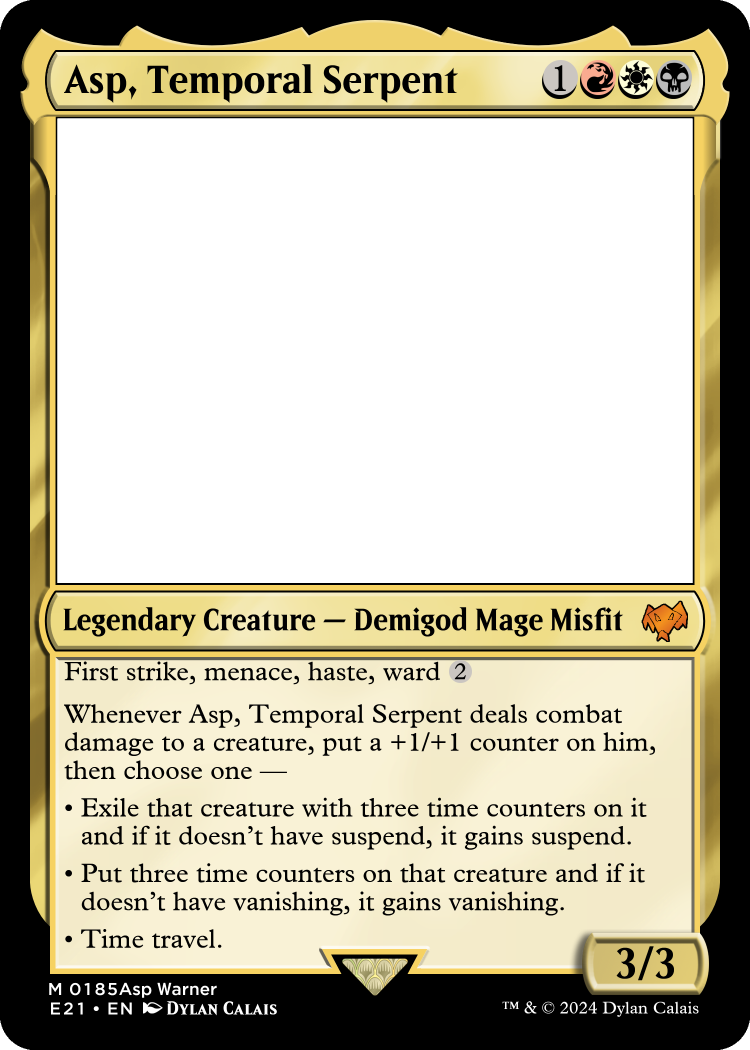 Asp, Temporal Serpent 1
Legendary Creature — Demigod Mage Misfit
First strike, menace, haste, ward 2
Whenever Asp, Temporal Serpent deals combat
damage to a creature, put a +1/+1 counter on him,
then choose one —
• Exile that creature with three time counters on it
and if it doesn't have suspend, it gains suspend.
• Put three time counters on that creature and if it
doesn't have vanishing, it gains vanishing.
• Time travel.
3/3
M 0185Asp Warner
E21 • EN Dylan Calais
™ & © 2024 Dylan Calais